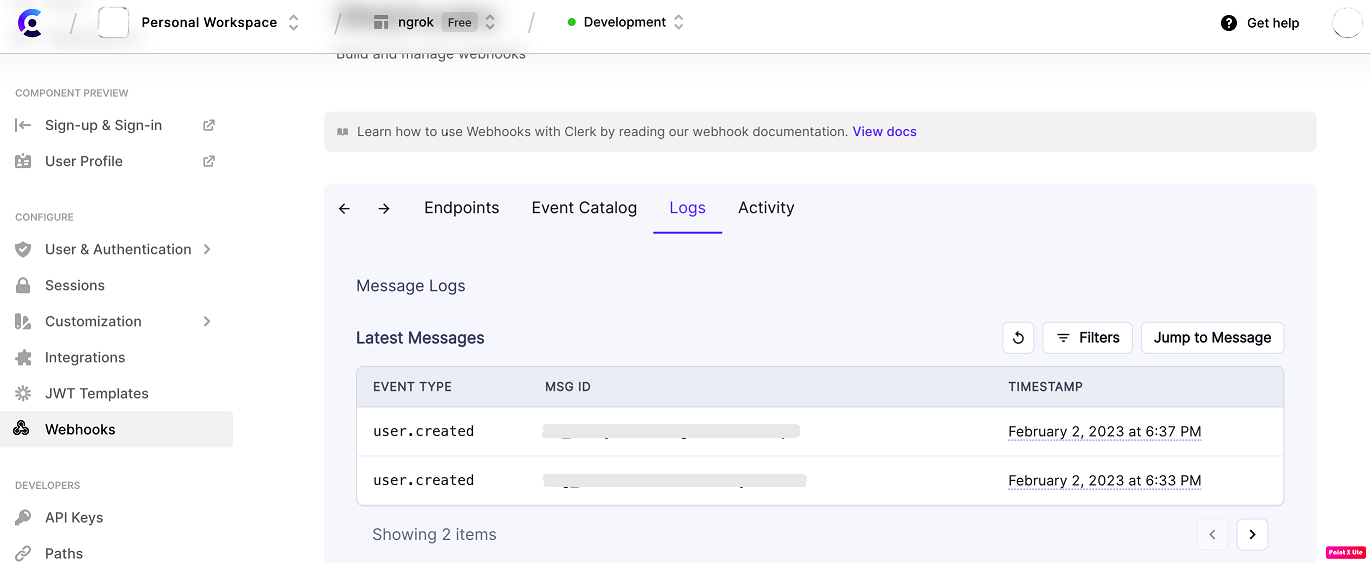 Personal Workspace
ngrok Free
Development
Get help
Build and manage webhooks
COMPONENT PREVIEW
Sign-up & Sign-in
User Profile
CONFIGURE
User & Authentication
Sessions
Customization
Integrations
JWT Templates
Webhooks
DEVELOPERS
API Keys
Paths
Learn how to use Webhooks with Clerk by reading our webhook documentation. View docs
Endpoints Event Catalog Logs Activity
Message Logs
Latest Messages
Filters
Jump to Message
EVENT TYPE MSG ID TIMESTAMP
user.created February 2, 2023 at 6:37 PM
user.created February 2, 2023 at 6:33 PM
Showing 2 items
Paint X lite